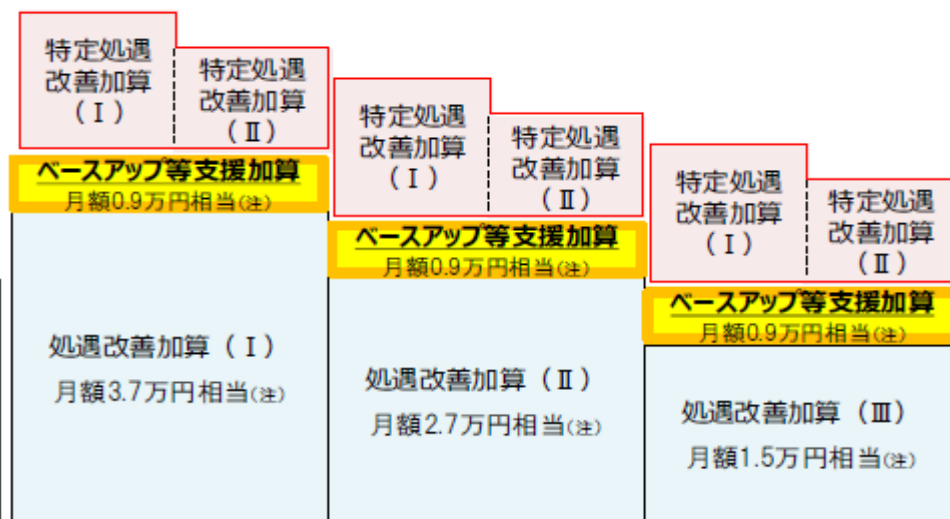 特定処遇
改善加算
（Ⅰ）
特定処遇
改善加算
（Ⅱ）
ベースアップ等支援加算
月額0.9万円相当(注)
処遇改善加算（Ⅰ）
月額3.7万円相当(注)
特定処遇
改善加算
（Ⅰ）
特定処遇
改善加算
（Ⅱ）
ベースアップ等支援加算
月額0.9万円相当(注)
処遇改善加算（Ⅱ）
月額2.7万円相当(注)
特定処遇
改善加算
（Ⅰ）
特定処遇
改善加算
（Ⅱ）
ベースアップ等支援加算
月額0.9万円相当(注)
処遇改善加算（Ⅲ）
月額1.5万円相当(注)